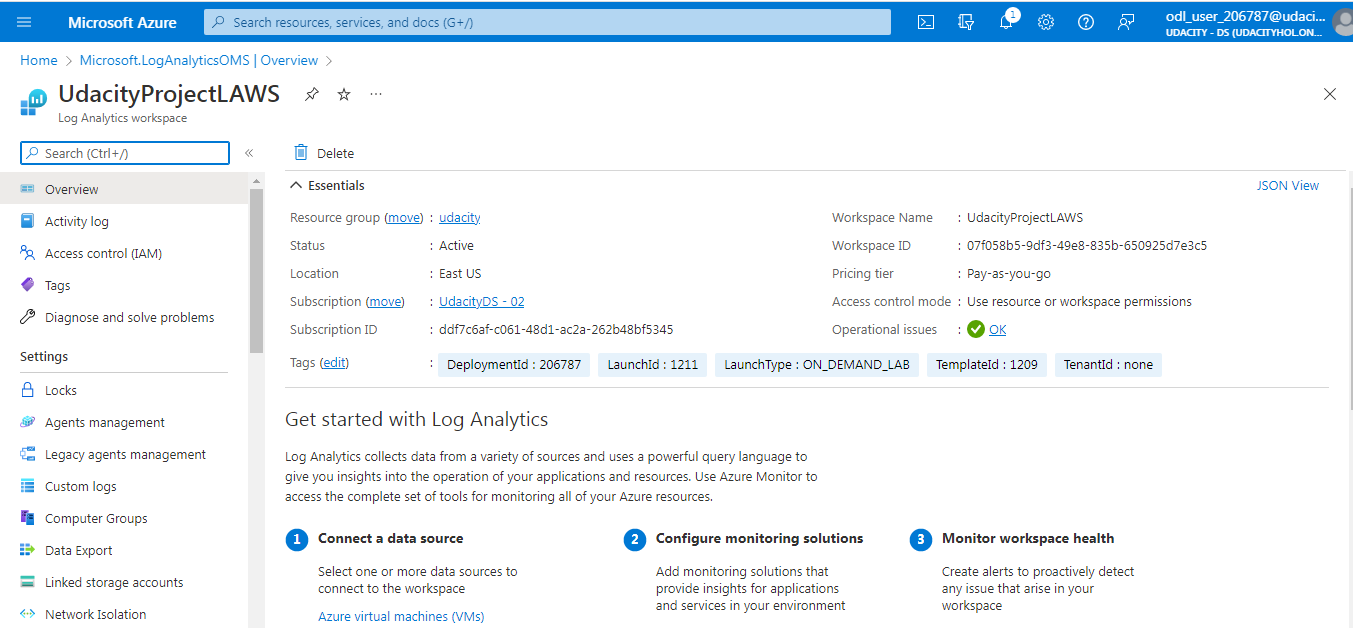 Microsoft Azure
Search resources, services, and docs (G+/)
1
odl_user_206787@udaci...
UDACITY - DS (UDACITYHOL.ON...
Home > Microsoft.LogAnalyticsOMS | Overview >
UdacityProjectLAWS
Log Analytics workspace
Search (Ctrl+/)
Overview
Activity log
Access control (IAM)
Tags
Diagnose and solve problems
Settings
Locks
Agents management
Legacy agents management
Custom logs
Computer Groups
Data Export
Linked storage accounts
Network Isolation
Delete
Essentials
JSON View
Resource group (move) : udacity
Status : Active
Location : East US
Subscription (move) : UdacityDS - 02
Subscription ID : ddf7c6af-c061-48d1-ac2a-262b48bf5345
Workspace Name : UdacityProjectLAWS
Workspace ID : 07f058b5-9df3-49e8-835b-650925d7e3c5
Pricing tier : Pay-as-you-go
Access control mode : Use resource or workspace permissions
Operational issues : OK
Tags (edit) : DeploymentId : 206787 LaunchId : 1211 LaunchType : ON_DEMAND_LAB TemplateId : 1209 TenantId : none
Get started with Log Analytics
Log Analytics collects data from a variety of sources and uses a powerful query language to
give you insights into the operation of your applications and resources. Use Azure Monitor to
access the complete set of tools for monitoring all of your Azure resources.
1 Connect a data source
Select one or more data sources to
connect to the workspace
Azure virtual machines (VMs)
2 Configure monitoring solutions
Add monitoring solutions that
provide insights for applications
and services in your environment
3 Monitor workspace health
Create alerts to proactively detect
any issue that arise in your
workspace